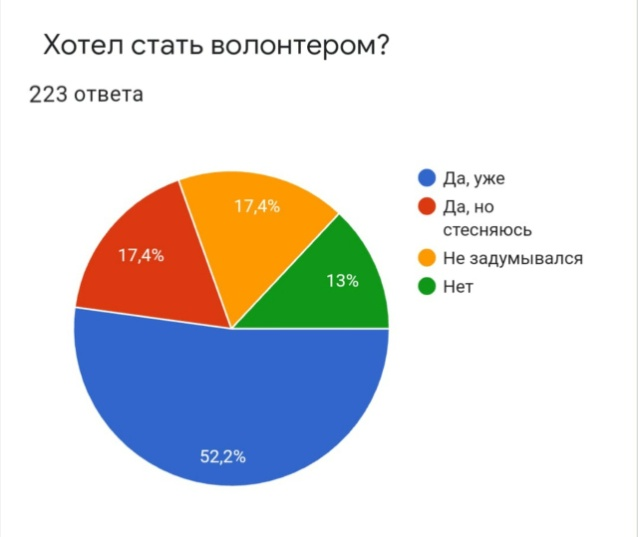 Хотел стать волонтером?
223 ответа
17,4%
17,4%
13%
52,2%
Да, уже
Да, но
стесняюсь
Не задумывался
Нет